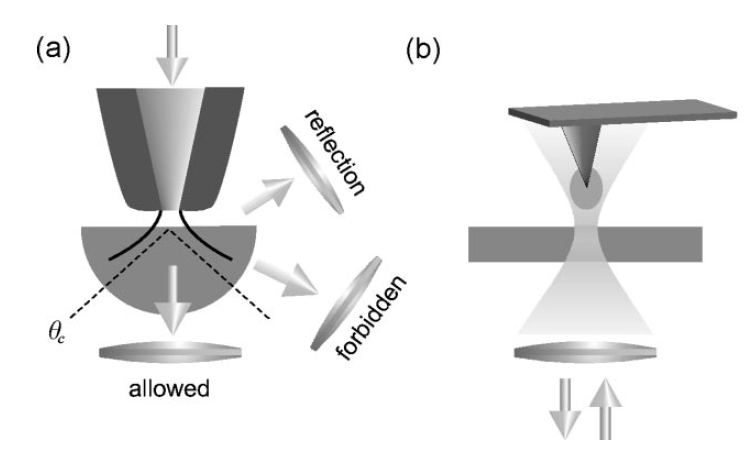 (a)
(b)
reflection
forbidden
θc
allowed